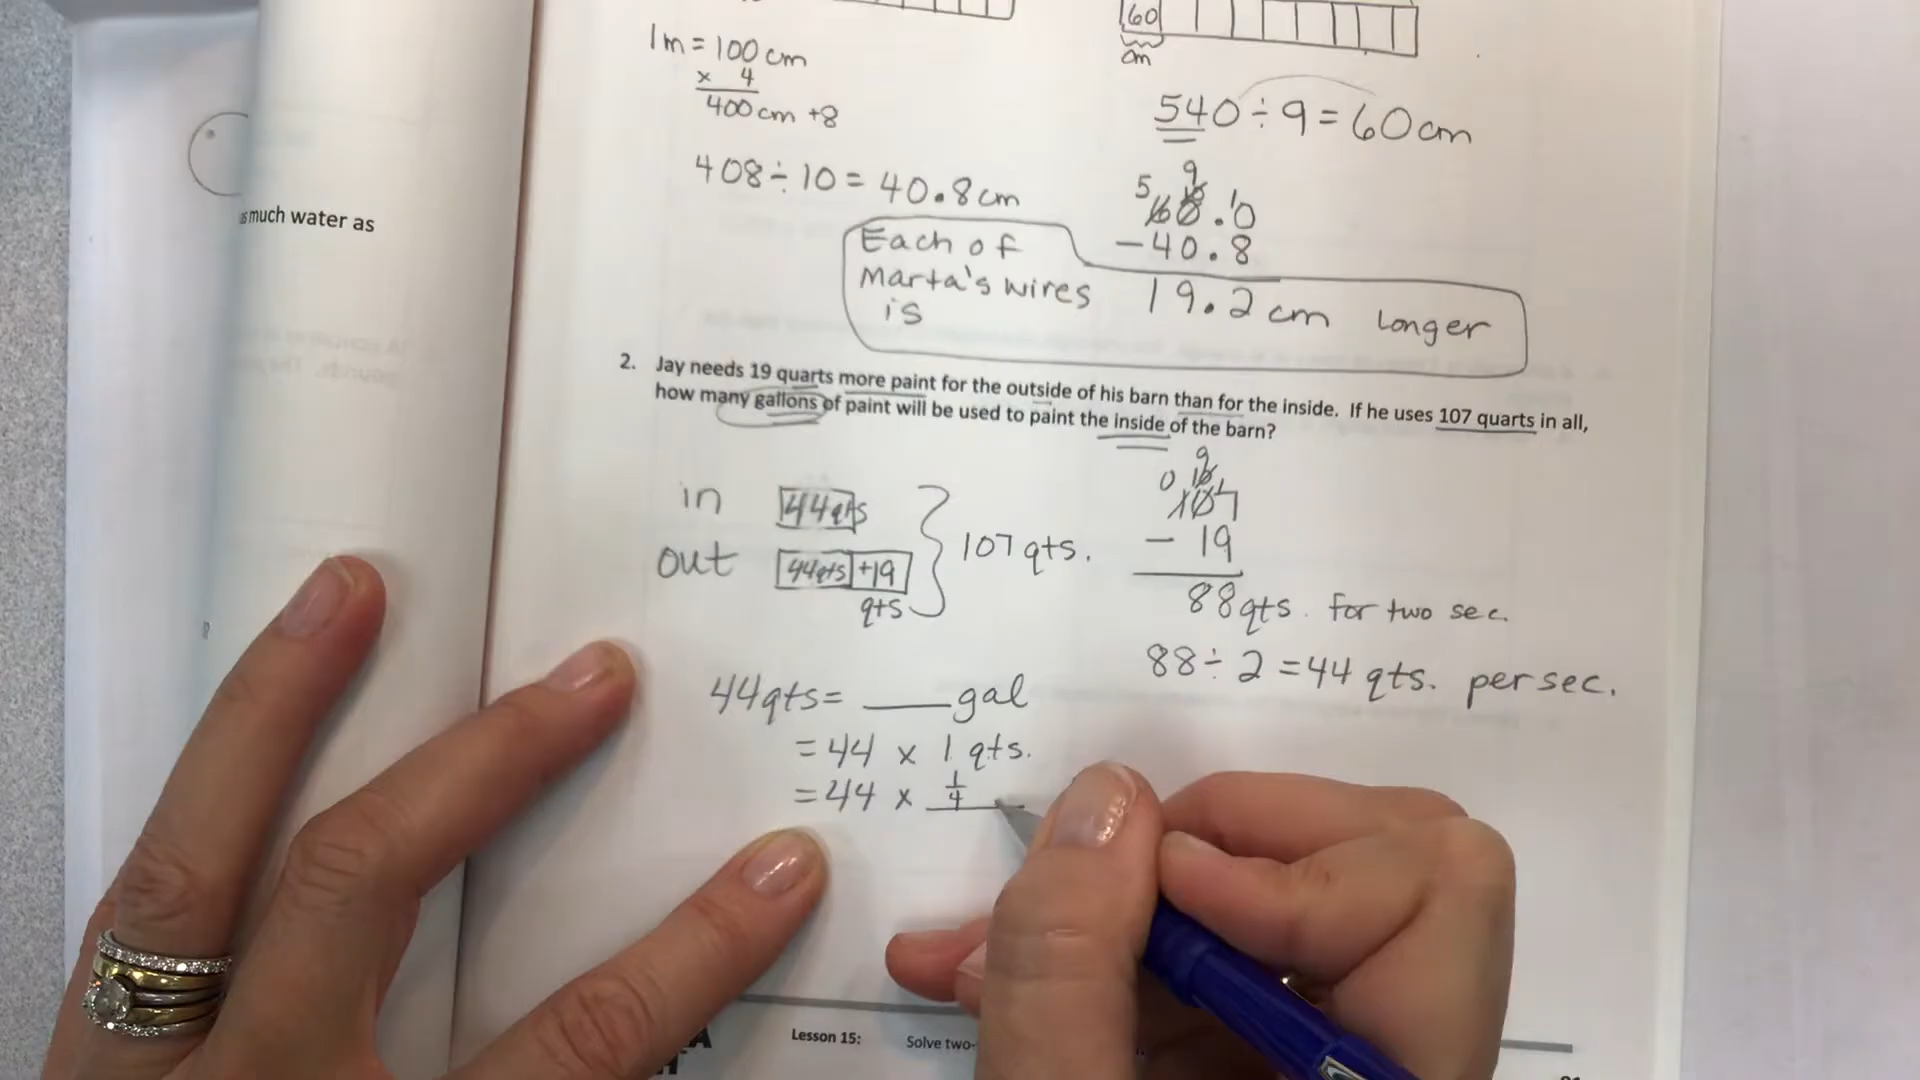 60
cm
1m = 100 cm
x 4
400 cm +8
540 ÷ 9 = 60 cm
408 ÷ 10 = 40.8 cm
5 9
60.0
- 40.8
Each of
Marta's wires
is
19.2 cm longer
s much water as
2. Jay needs 19 quarts more paint for the outside of his barn than for the inside. If he uses 107 quarts in all,
how many gallons of paint will be used to paint the inside of the barn?
in 44qts
out 44qts +19
qts
107 qts.
0 9
107
- 19
88qts. for two sec.
88 ÷ 2 = 44 qts. per sec.
44qts = ___ gal
= 44 x 1 qts.
= 44 x 1/4
Lesson 15: Solve two-